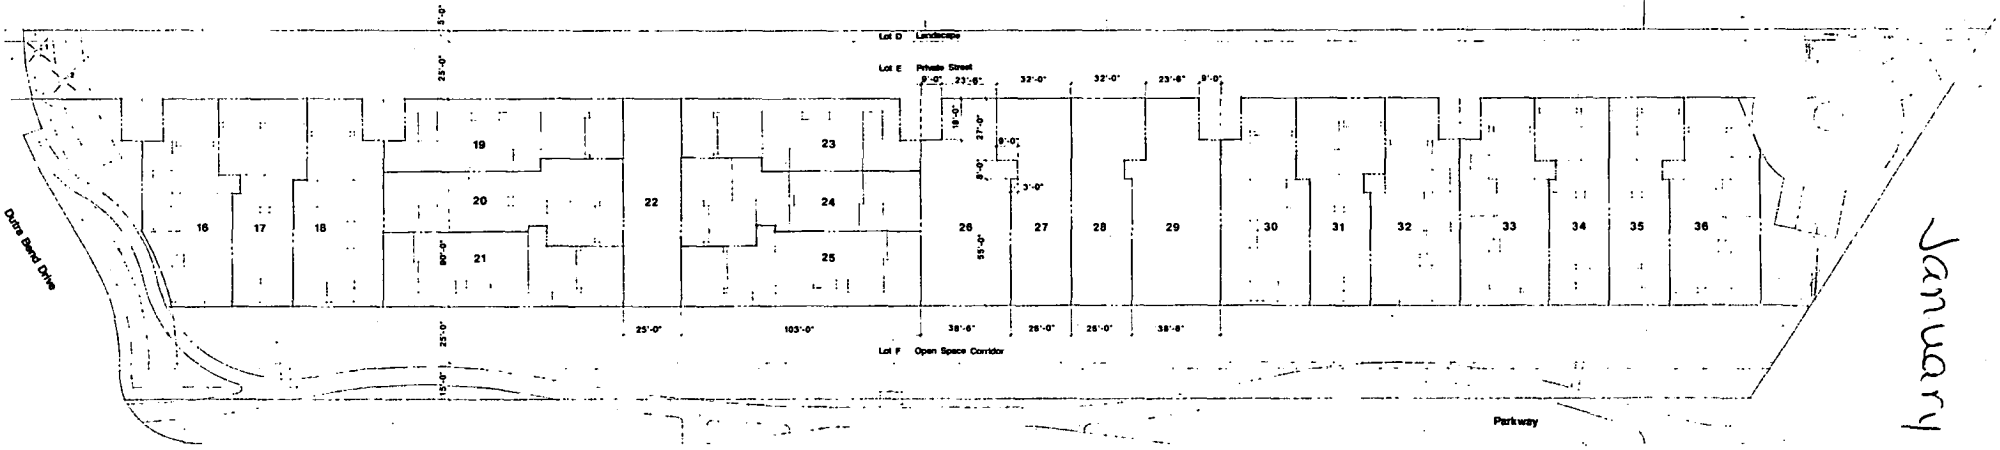 5'-0"
Lot D Landscape
25'-0"
Lot E Private Street
9'-0" 23'-6" 32'-0" 32'-0" 23'-6" 9'-0"
18'-0" 27'-0"
9'-0"
8'-0"
3'-0"
19 23
20 22 24
16 17 18 26 27 28 29 30 31 32 33 34 35 36
21 90'-0" 25 55'-0"
Dutra Bend Drive
25'-0" 25'-0" 103'-0" 38'-6" 26'-0" 26'-0" 38'-6"
Lot F Open Space Corridor
15'-0"
Parkway
January